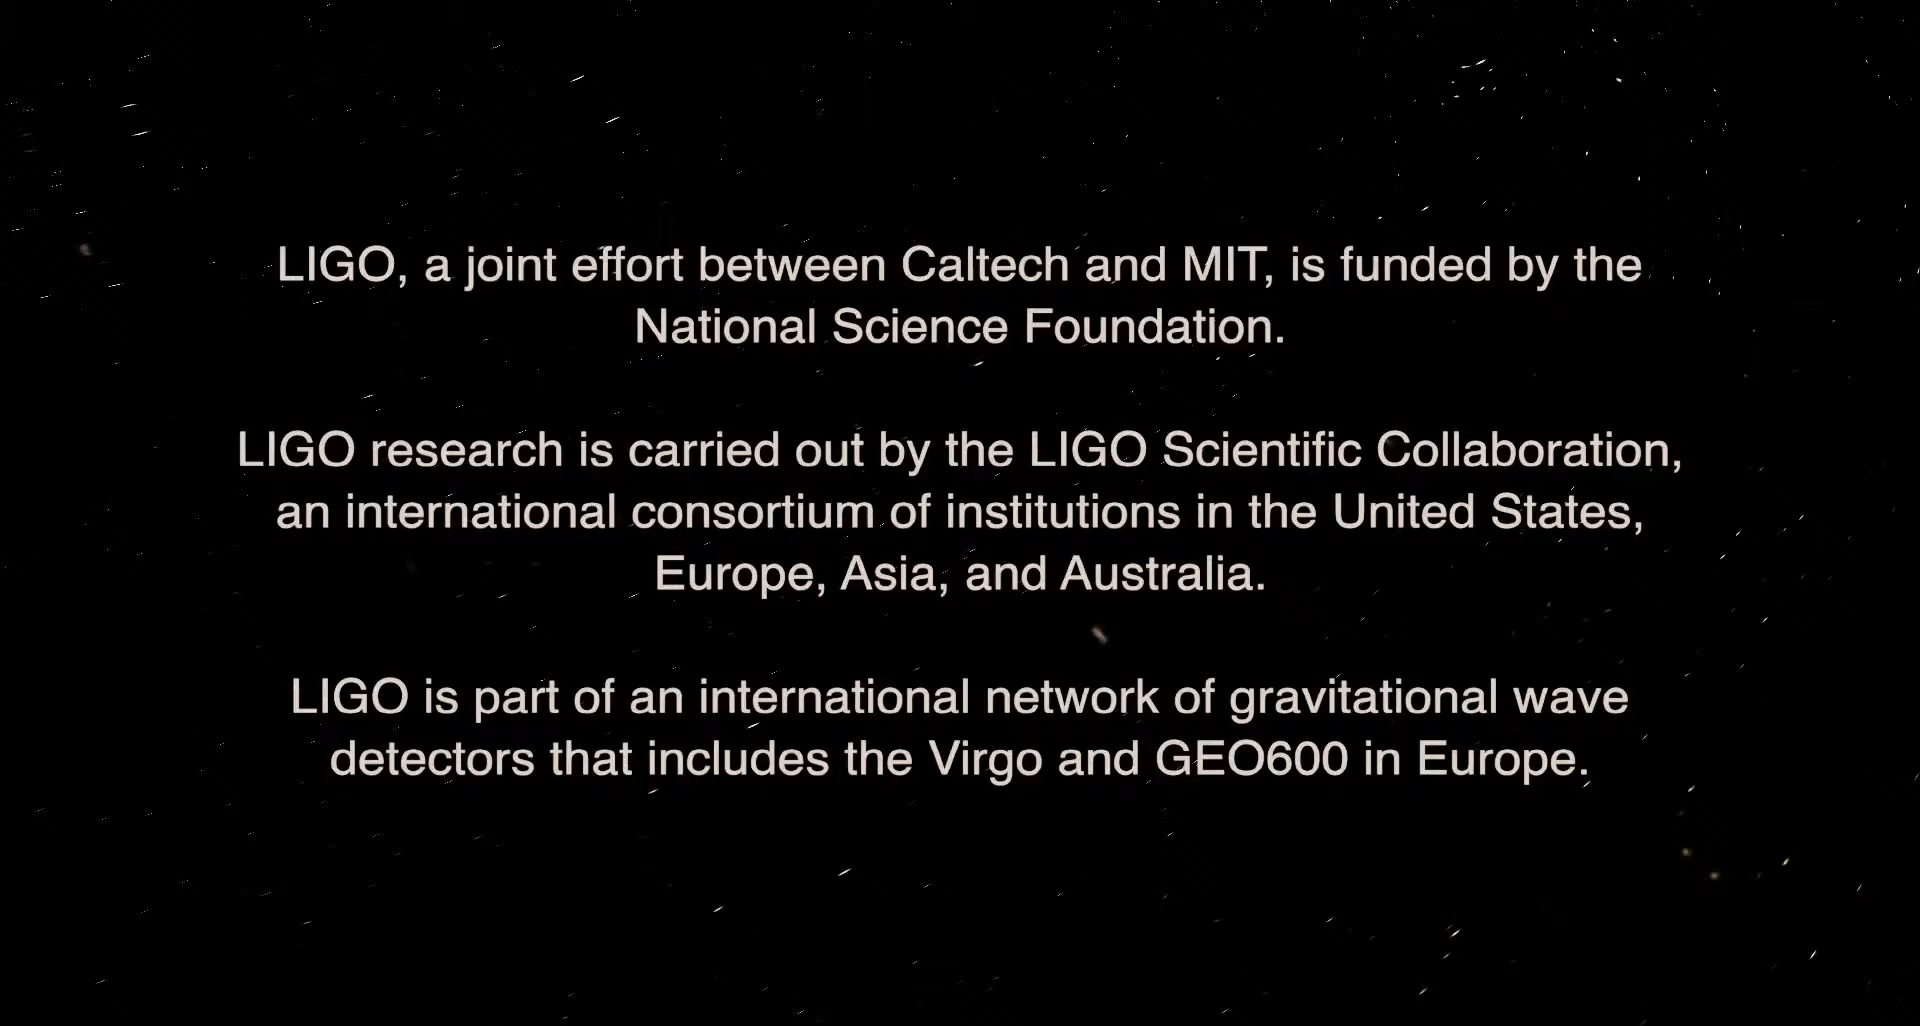 LIGO, a joint effort between Caltech and MIT, is funded by the
National Science Foundation.
LIGO research is carried out by the LIGO Scientific Collaboration,
an international consortium of institutions in the United States,
Europe, Asia, and Australia.
LIGO is part of an international network of gravitational wave
detectors that includes the Virgo and GEO600 in Europe.